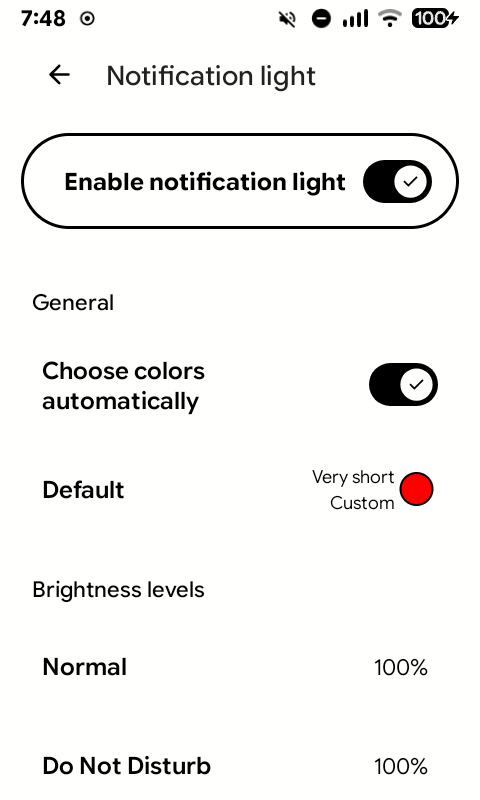 7:48
100
Notification light
Enable notification light
General
Choose colors
automatically
Default
Very short
Custom
Brightness levels
Normal
100%
Do Not Disturb
100%